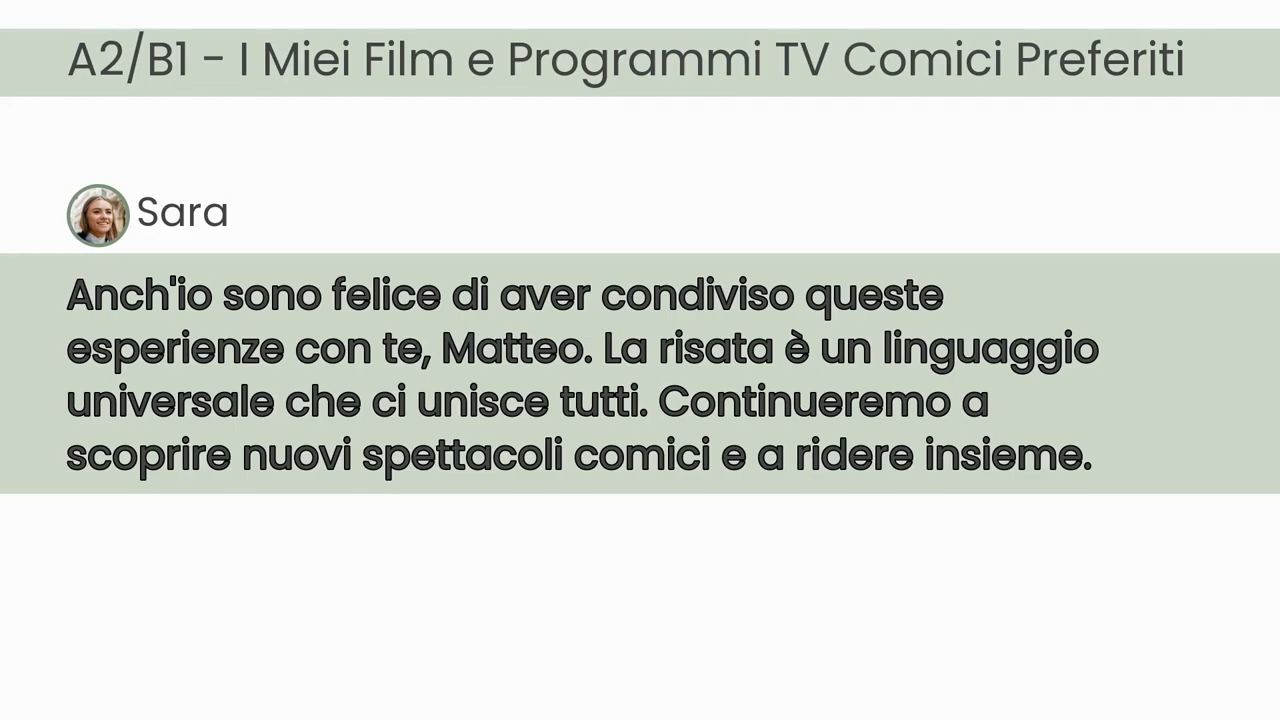 A2/B1 - I Miei Film e Programmi TV Comici Preferiti
Sara
Anch'io sono felice di aver condiviso queste
esperienze con te, Matteo. La risata è un linguaggio
universale che ci unisce tutti. Continueremo a
scoprire nuovi spettacoli comici e a ridere insieme.